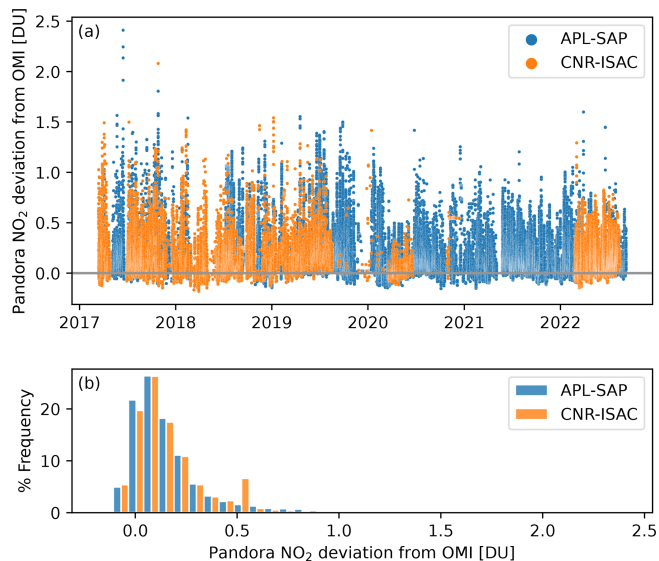 (a)
APL-SAP
CNR-ISAC
2.5
2.0
1.5
1.0
0.5
0.0
Pandora NO₂ deviation from OMI [DU]
2017 2018 2019 2020 2021 2022
(b)
APL-SAP
CNR-ISAC
20
10
0
% Frequency
0.0 0.5 1.0 1.5 2.0 2.5
Pandora NO₂ deviation from OMI [DU]